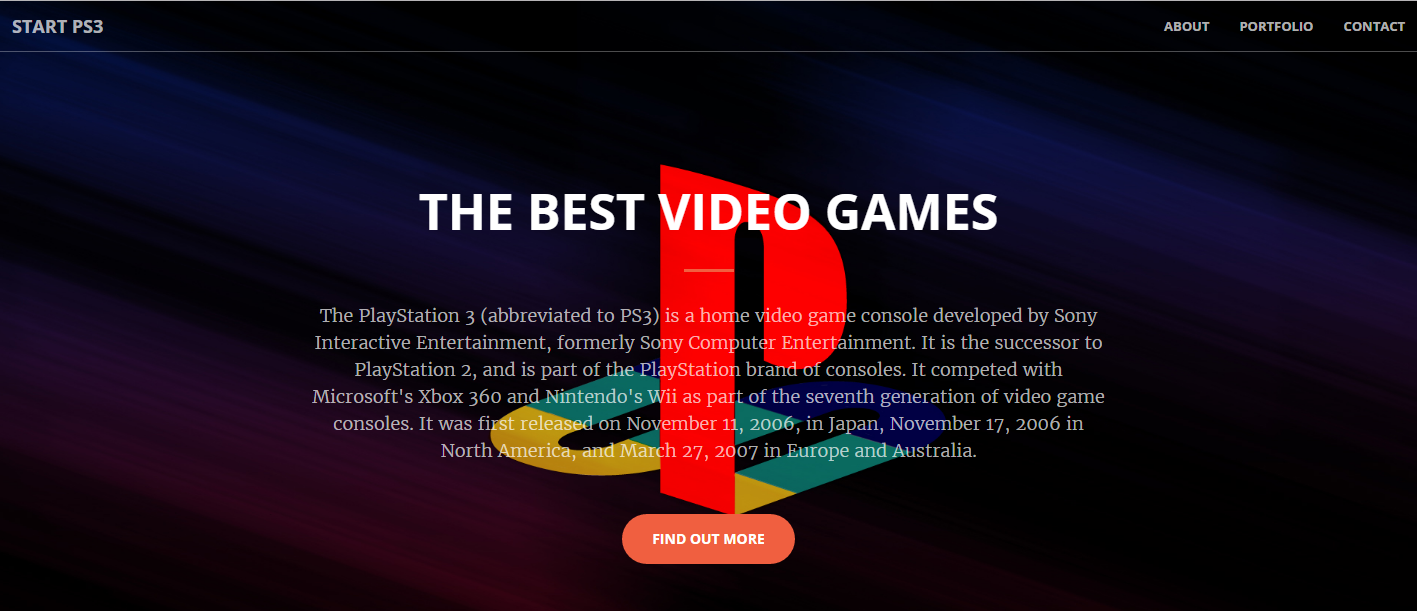 START PS3
ABOUT
PORTFOLIO
CONTACT
THE BEST VIDEO GAMES
The PlayStation 3 (abbreviated to PS3) is a home video game console developed by Sony
Interactive Entertainment, formerly Sony Computer Entertainment. It is the successor to
PlayStation 2, and is part of the PlayStation brand of consoles. It competed with
Microsoft's Xbox 360 and Nintendo's Wii as part of the seventh generation of video game
consoles. It was first released on November 11, 2006, in Japan, November 17, 2006 in
North America, and March 27, 2007 in Europe and Australia.
FIND OUT MORE